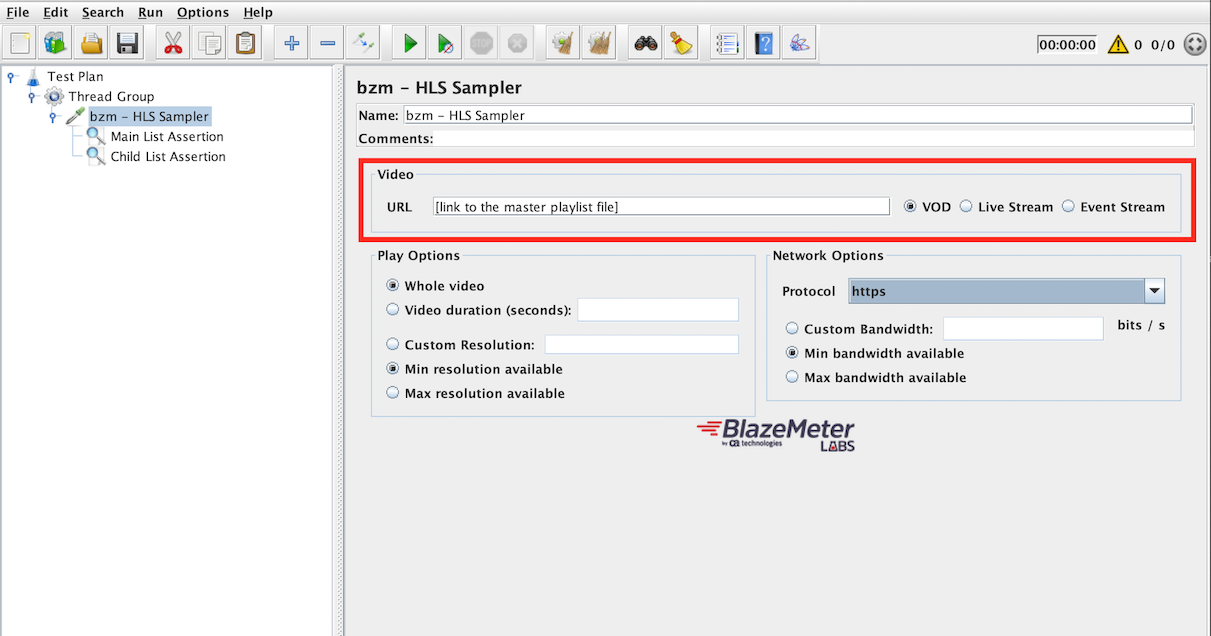 File Edit Search Run Options Help
STOP
00:00:00 0 0/0
Test Plan
Thread Group
bzm – HLS Sampler
Main List Assertion
Child List Assertion
bzm – HLS Sampler
Name: bzm – HLS Sampler
Comments:
Video
URL [link to the master playlist file] VOD Live Stream Event Stream
Play Options
Whole video
Video duration (seconds):
Custom Resolution:
Min resolution available
Max resolution available
Network Options
Protocol https
Custom Bandwidth: bits / s
Min bandwidth available
Max bandwidth available
BlazeMeter
by ca technologies LABS